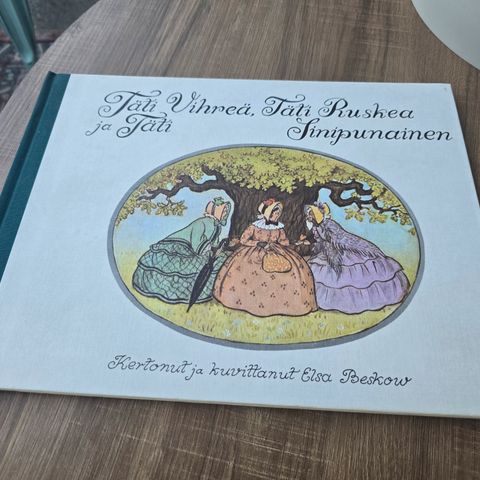 Täti Vihreä, Täti Ruskea
ja Täti Sinipunainen
Kertonut ja kuvittanut Elsa Beskow